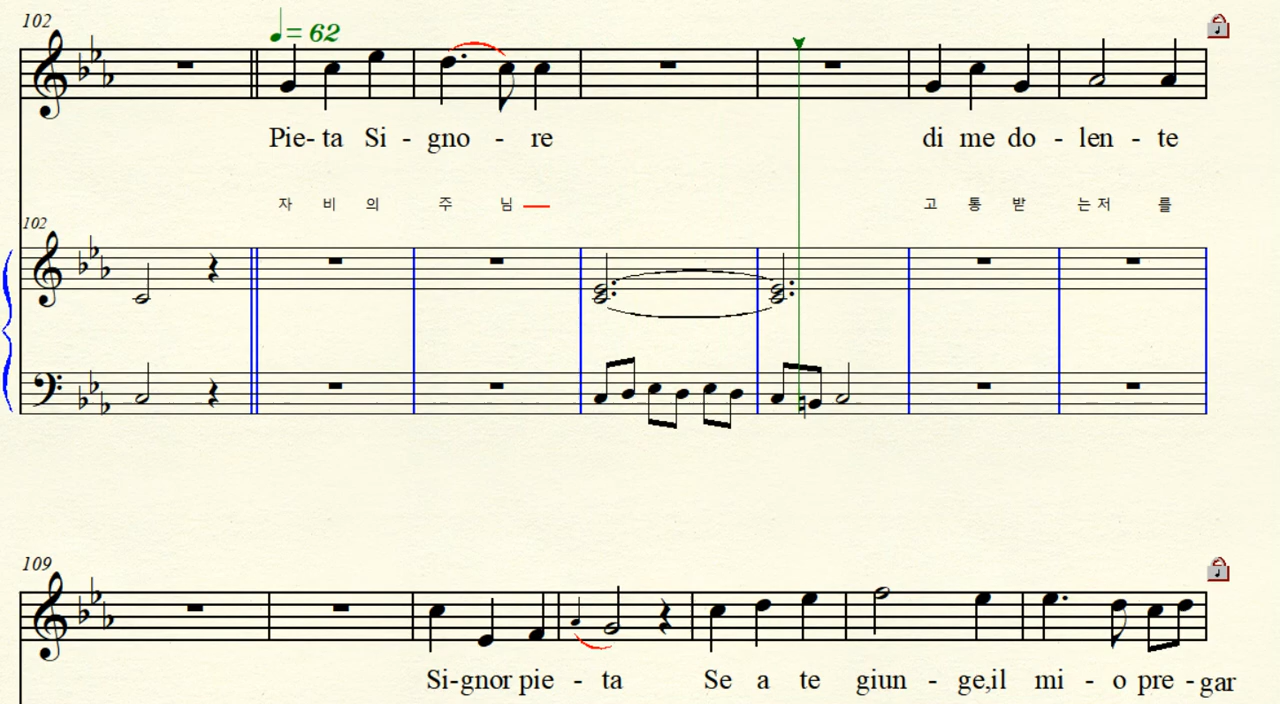 102
= 62
Pie- ta Si - gno - re di me do - len - te
자 비 의 주 님 고 통 받 는 저 를
102
109
Si-gnor pie - ta Se a te giun - ge,il mi - o pre - gar